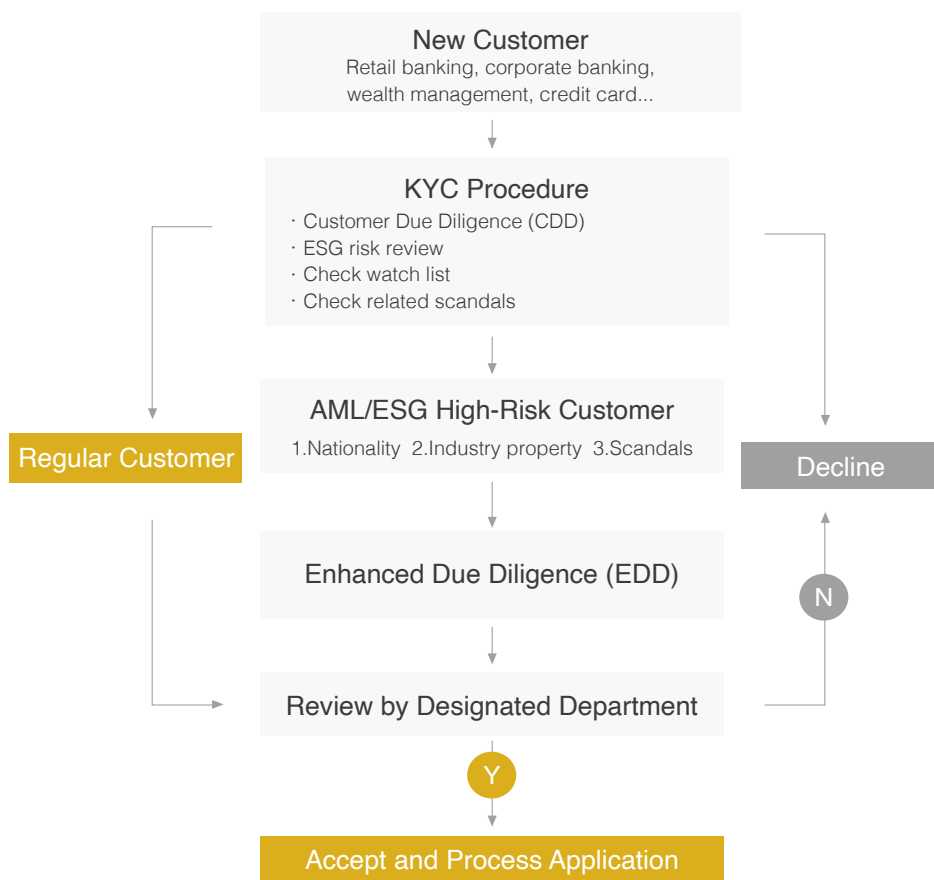 New Customer
Retail banking, corporate banking,
wealth management, credit card...
KYC Procedure
· Customer Due Diligence (CDD)
· ESG risk review
· Check watch list
· Check related scandals
AML/ESG High-Risk Customer
1.Nationality 2.Industry property 3.Scandals
Regular Customer
Decline
Enhanced Due Diligence (EDD)
N
Review by Designated Department
Y
Accept and Process Application